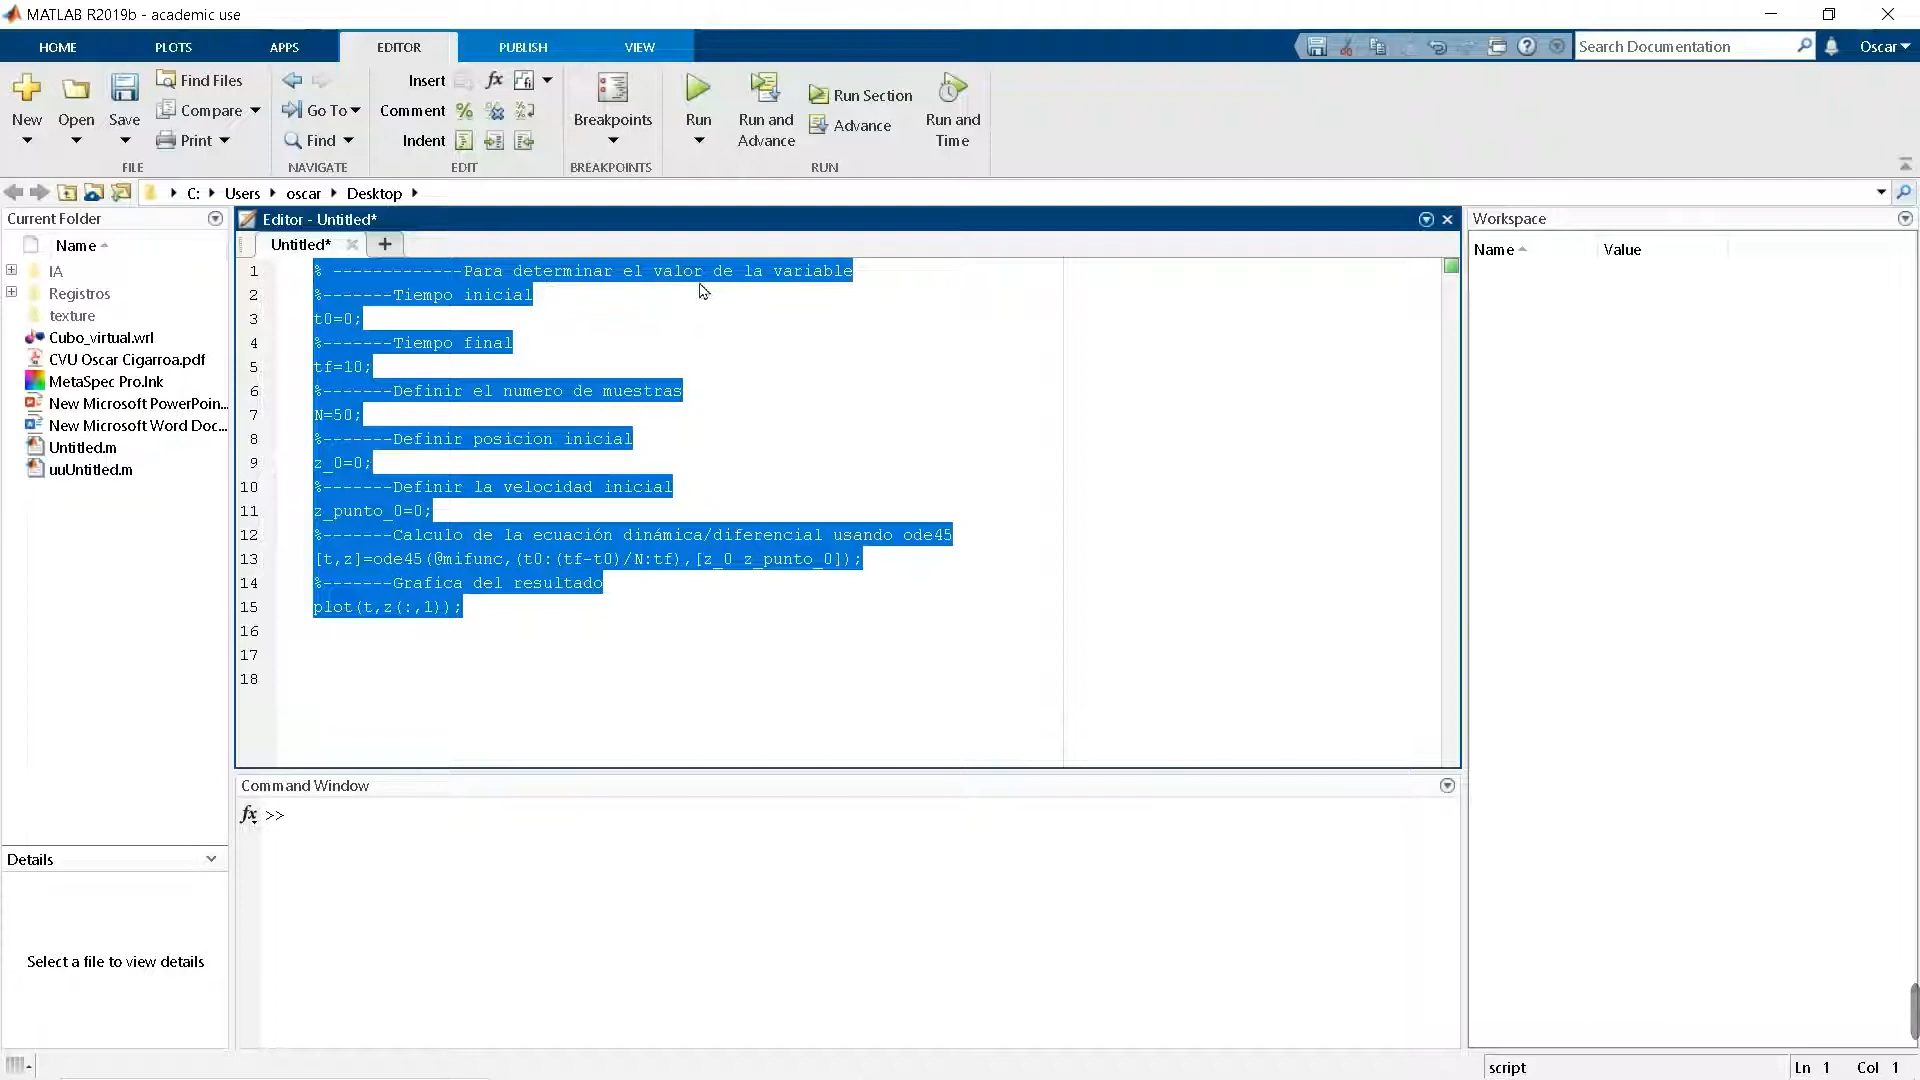 MATLAB R2019b - academic use
HOME PLOTS APPS EDITOR PUBLISH VIEW Search Documentation Oscar
New Open Save Find Files Compare Print
FILE
Go To Find
NAVIGATE
Insert fx
Comment
Indent
EDIT
Breakpoints
BREAKPOINTS
Run Run and Advance Run Section Advance Run and Time
RUN
C: Users oscar Desktop
Current Folder
Name
IA
Registros
texture
Cubo_virtual.wrl
CVU Oscar Cigarroa.pdf
MetaSpec Pro.lnk
New Microsoft PowerPoin...
New Microsoft Word Doc...
Untitled.m
uuUntitled.m
Details
Select a file to view details
Editor - Untitled*
Untitled*
1 % -------------Para determinar el valor de la variable
2 %-------Tiempo inicial
3 t0=0;
4 %-------Tiempo final
5 tf=10;
6 %-------Definir el numero de muestras
7 N=50;
8 %-------Definir posicion inicial
9 z_0=0;
10 %-------Definir la velocidad inicial
11 z_punto_0=0;
12 %-------Calculo de la ecuación dinámica/diferencial usando ode45
13 [t,z]=ode45(@mifunc,(t0:(tf-t0)/N:tf),[z_0 z_punto_0]);
14 %-------Grafica del resultado
15 plot(t,z(:,1));
16
17
18
Command Window
fx >>
Workspace
Name Value
script Ln 1 Col 1